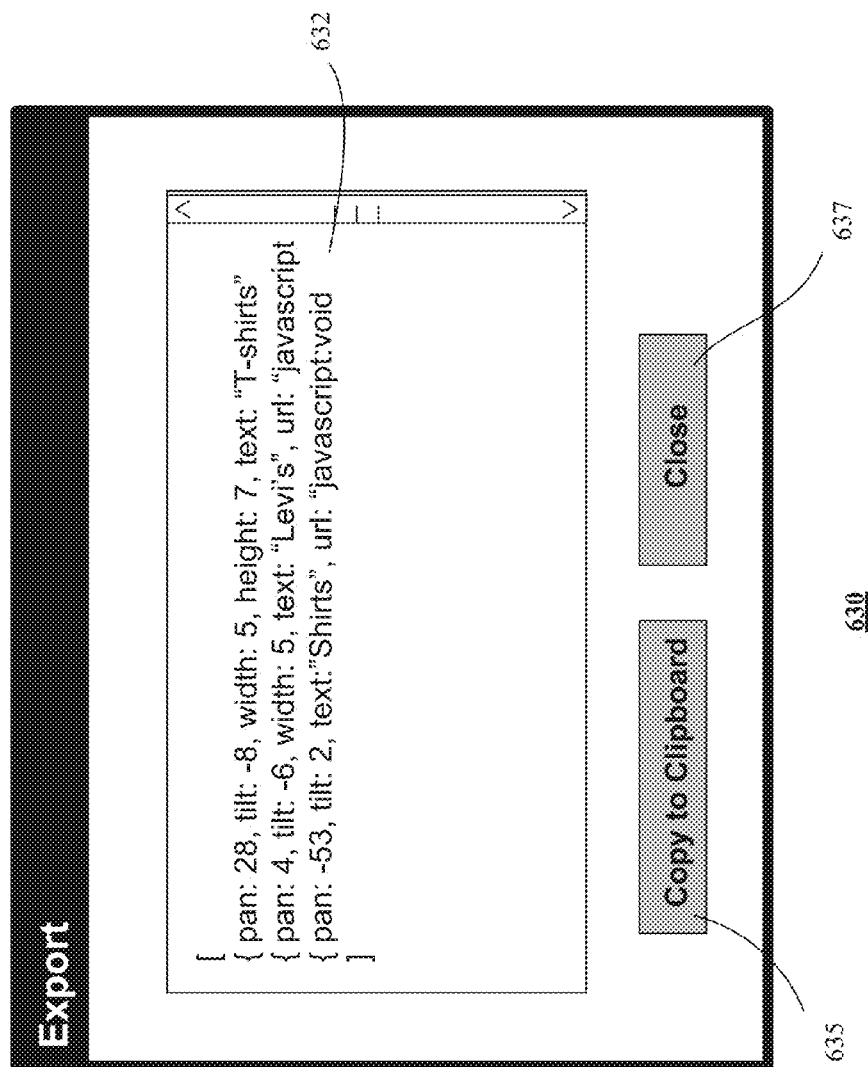 Export
[
{ pan: 28, tilt: -8, width: 5, height: 7, text: “T-shirts”
{ pan: 4, tilt: -6, width: 5, text: “Levi’s”, url: “javascript
{ pan: -53, tilt: 2, text:”Shirts”, url: “javascript:void
]
632
Copy to Clipboard
Close
635
637
630